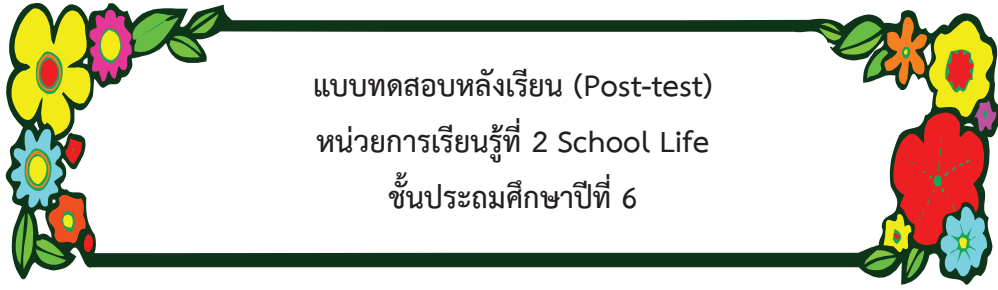 แบบทดสอบหลังเรียน (Post-test)
หน่วยการเรียนรู้ที่ 2 School Life
ชั้นประถมศึกษาปีที่ 6